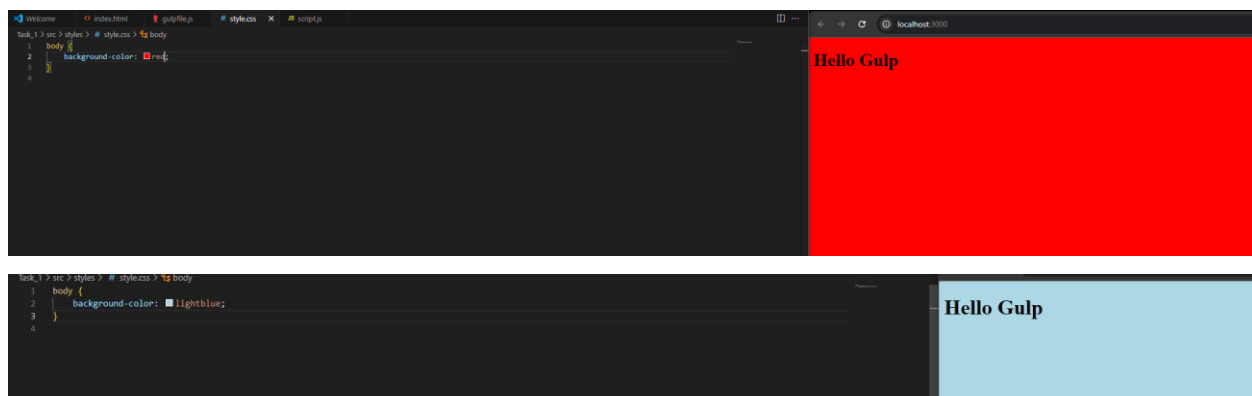 Welcome index.html gulpfile.js # style.css X JS script.js
Task_1 > src > styles > # style.css > body
1 body {
2 background-color: red;
3 }
4
localhost:3000
Hello Gulp
Task_1 > src > styles > # style.css > body
1 body {
2 background-color: lightblue;
3 }
4
Hello Gulp